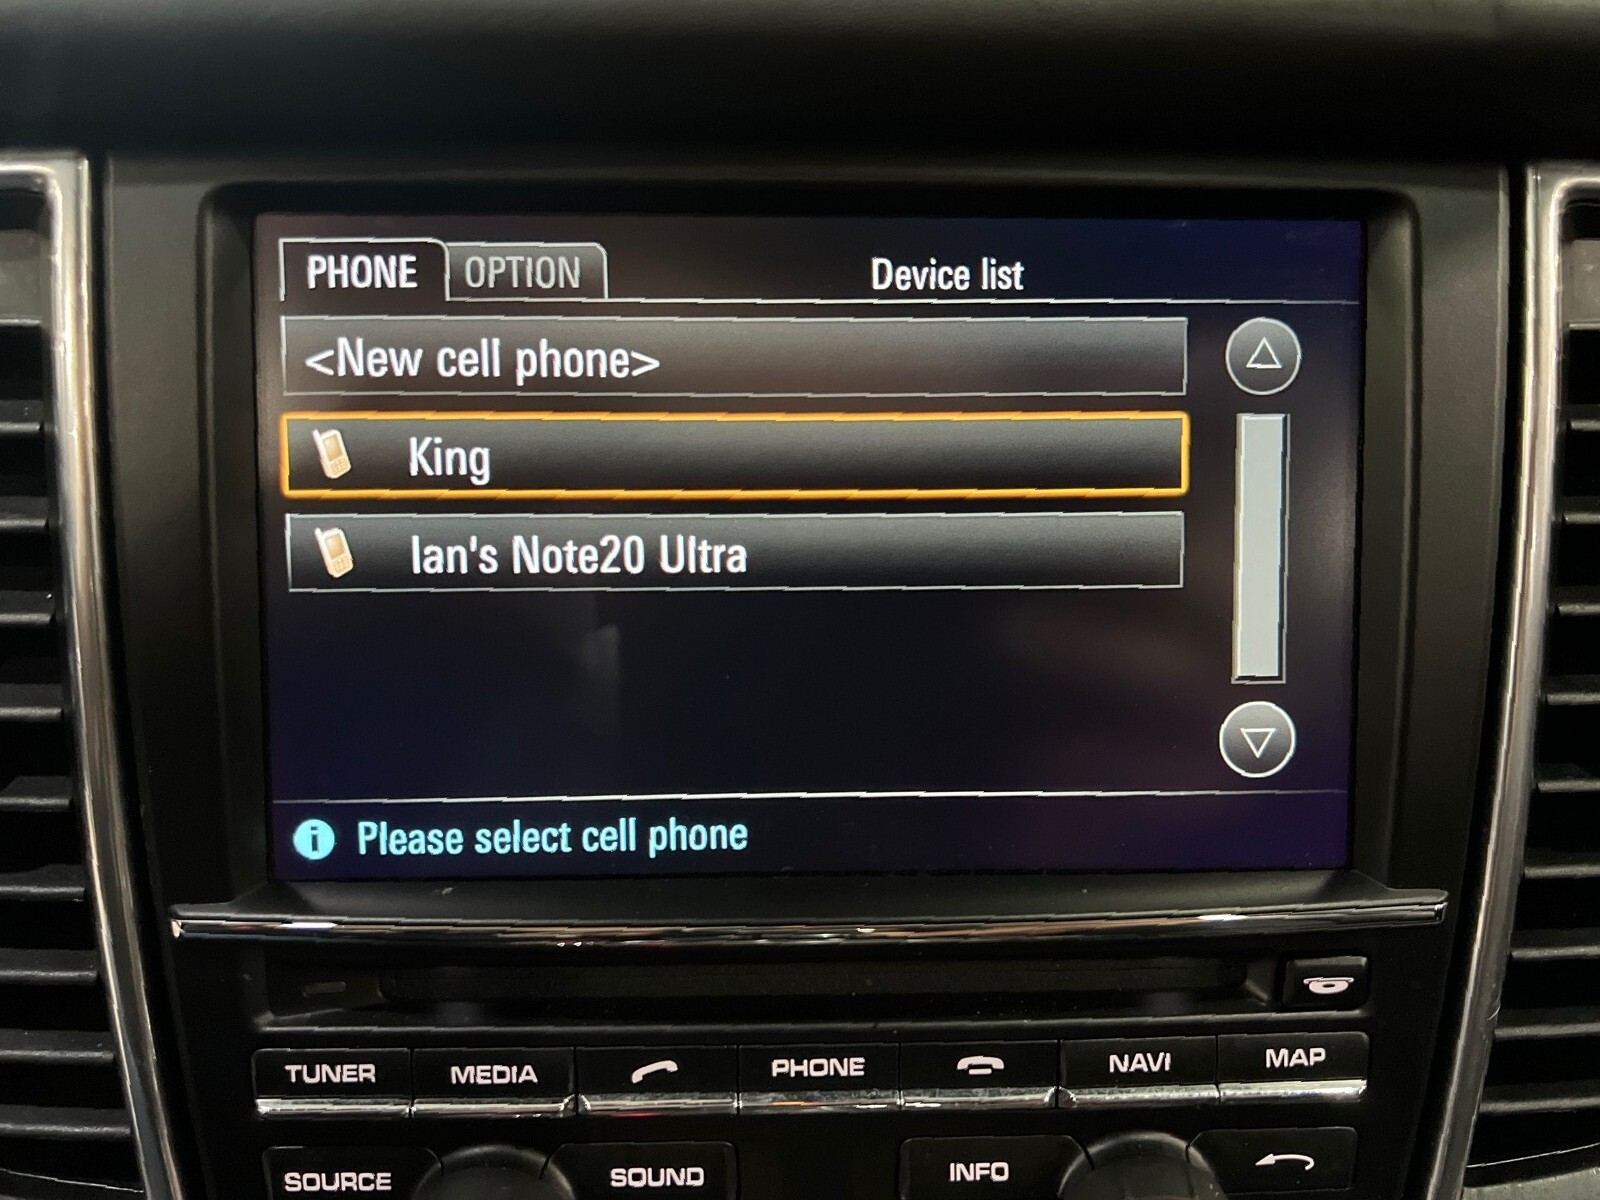 PHONE OPTION Device list
<New cell phone>
King
Ian's Note20 Ultra
i Please select cell phone
TUNER MEDIA PHONE NAVI MAP
SOURCE SOUND INFO